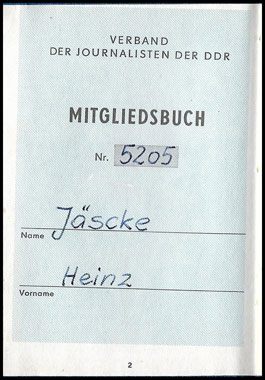 VERBAND
DER JOURNALISTEN DER DDR
MITGLIEDSBUCH
Nr. 5205
Jäscke
Name
Heinz
Vorname
2